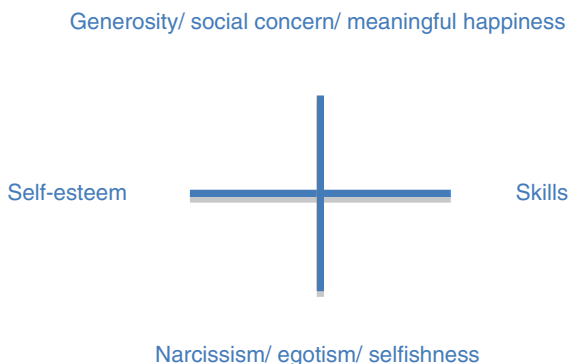 Generosity/ social concern/ meaningful happiness
Self-esteem
Skills
Narcissism/ egotism/ selfishness